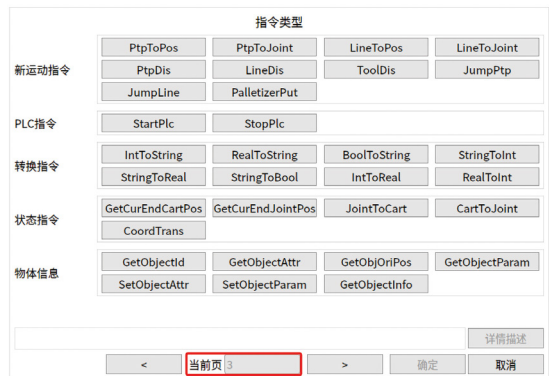 指令类型
新运动指令
PtpToPos PtpToJoint LineToPos LineToJoint
PtpDis LineDis ToolDis JumpPtp
JumpLine PalletizerPut
PLC指令
StartPlc StopPlc
转换指令
IntToString RealToString BoolToString StringToInt
StringToReal StringToBool IntToReal RealToInt
状态指令
GetCurEndCartPos GetCurEndJointPos JointToCart CartToJoint
CoordTrans
物体信息
GetObjectId GetObjectAttr GetObjOriPos GetObjectParam
SetObjectAttr SetObjectParam GetObjectInfo
详情描述
< 当前页 3 > 确定 取消